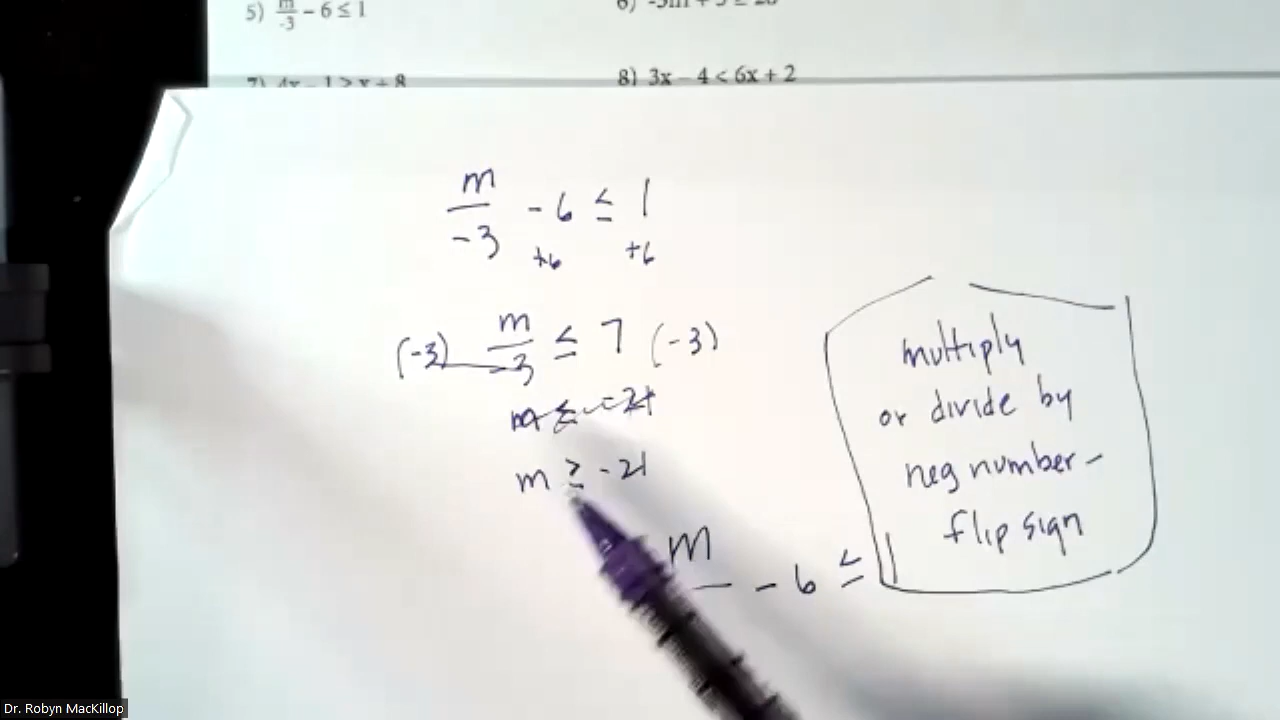 5) m/-3 − 6 ≤ 1
8) 3x − 4 < 6x + 2
m/-3 - 6 ≤ 1
+6 +6
(-3) m/-3 ≤ 7 (-3)
m ≤ -21
m ≥ -21
m
- 6 ≤ 1
multiply
or divide by
neg number -
flip sign
Dr. Robyn MacKillop